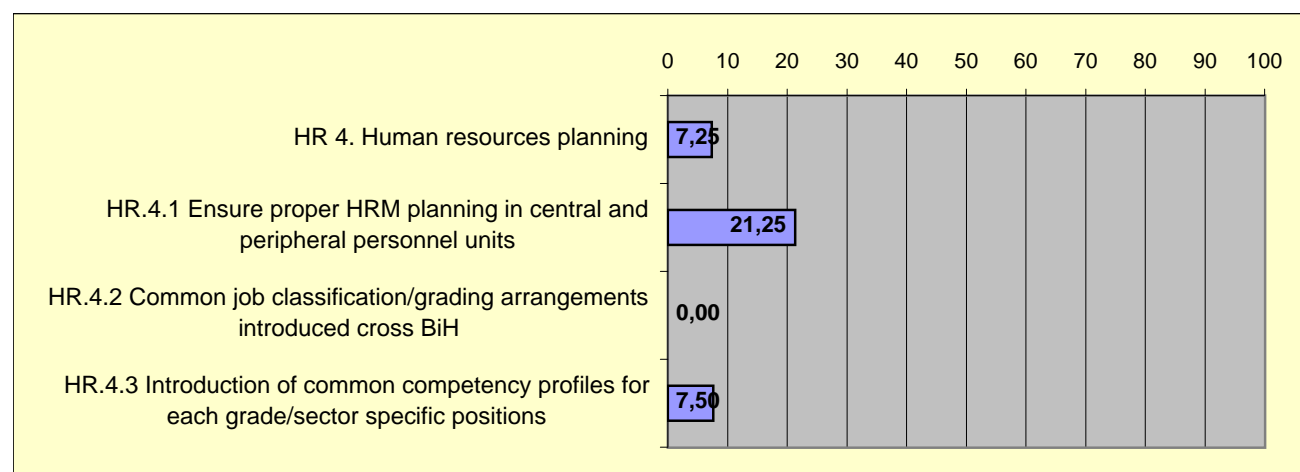 0 10 20 30 40 50 60 70 80 90 100
HR 4. Human resources planning
7,25
HR.4.1 Ensure proper HRM planning in central and
peripheral personnel units
21,25
HR.4.2 Common job classification/grading arrangements
introduced cross BiH
0,00
HR.4.3 Introduction of common competency profiles for
each grade/sector specific positions
7,50